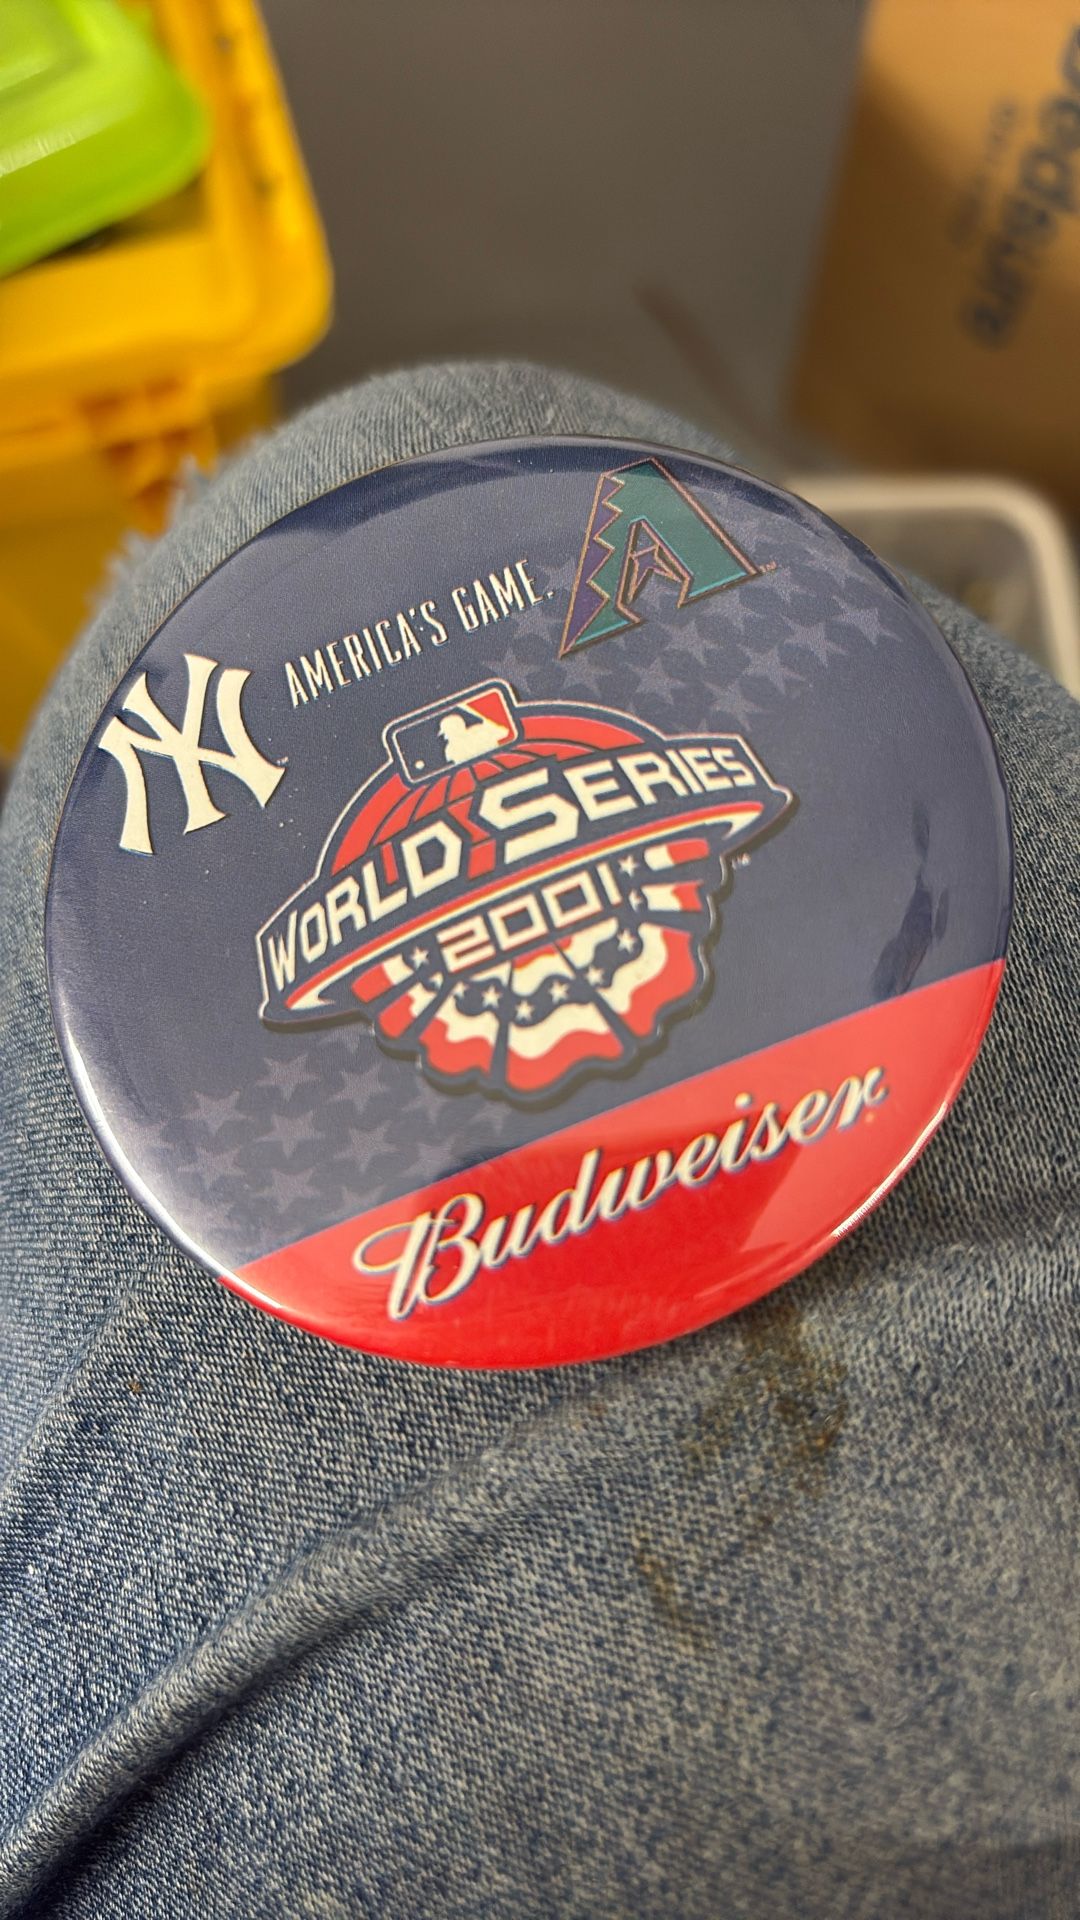 AMERICA'S GAME.
NY
A
WORLD SERIES
2001
Budweiser